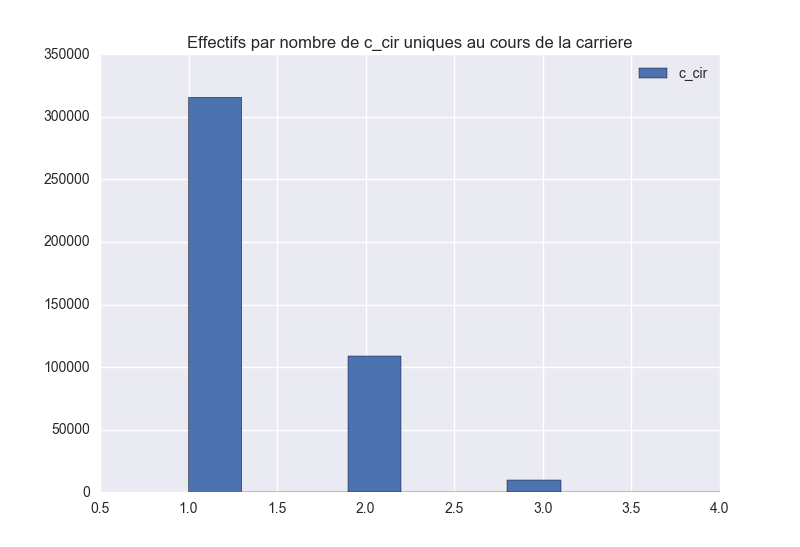 Effectifs par nombre de c_cir uniques au cours de la carriere
350000
300000
250000
200000
150000
100000
50000
0
c_cir
0.5 1.0 1.5 2.0 2.5 3.0 3.5 4.0